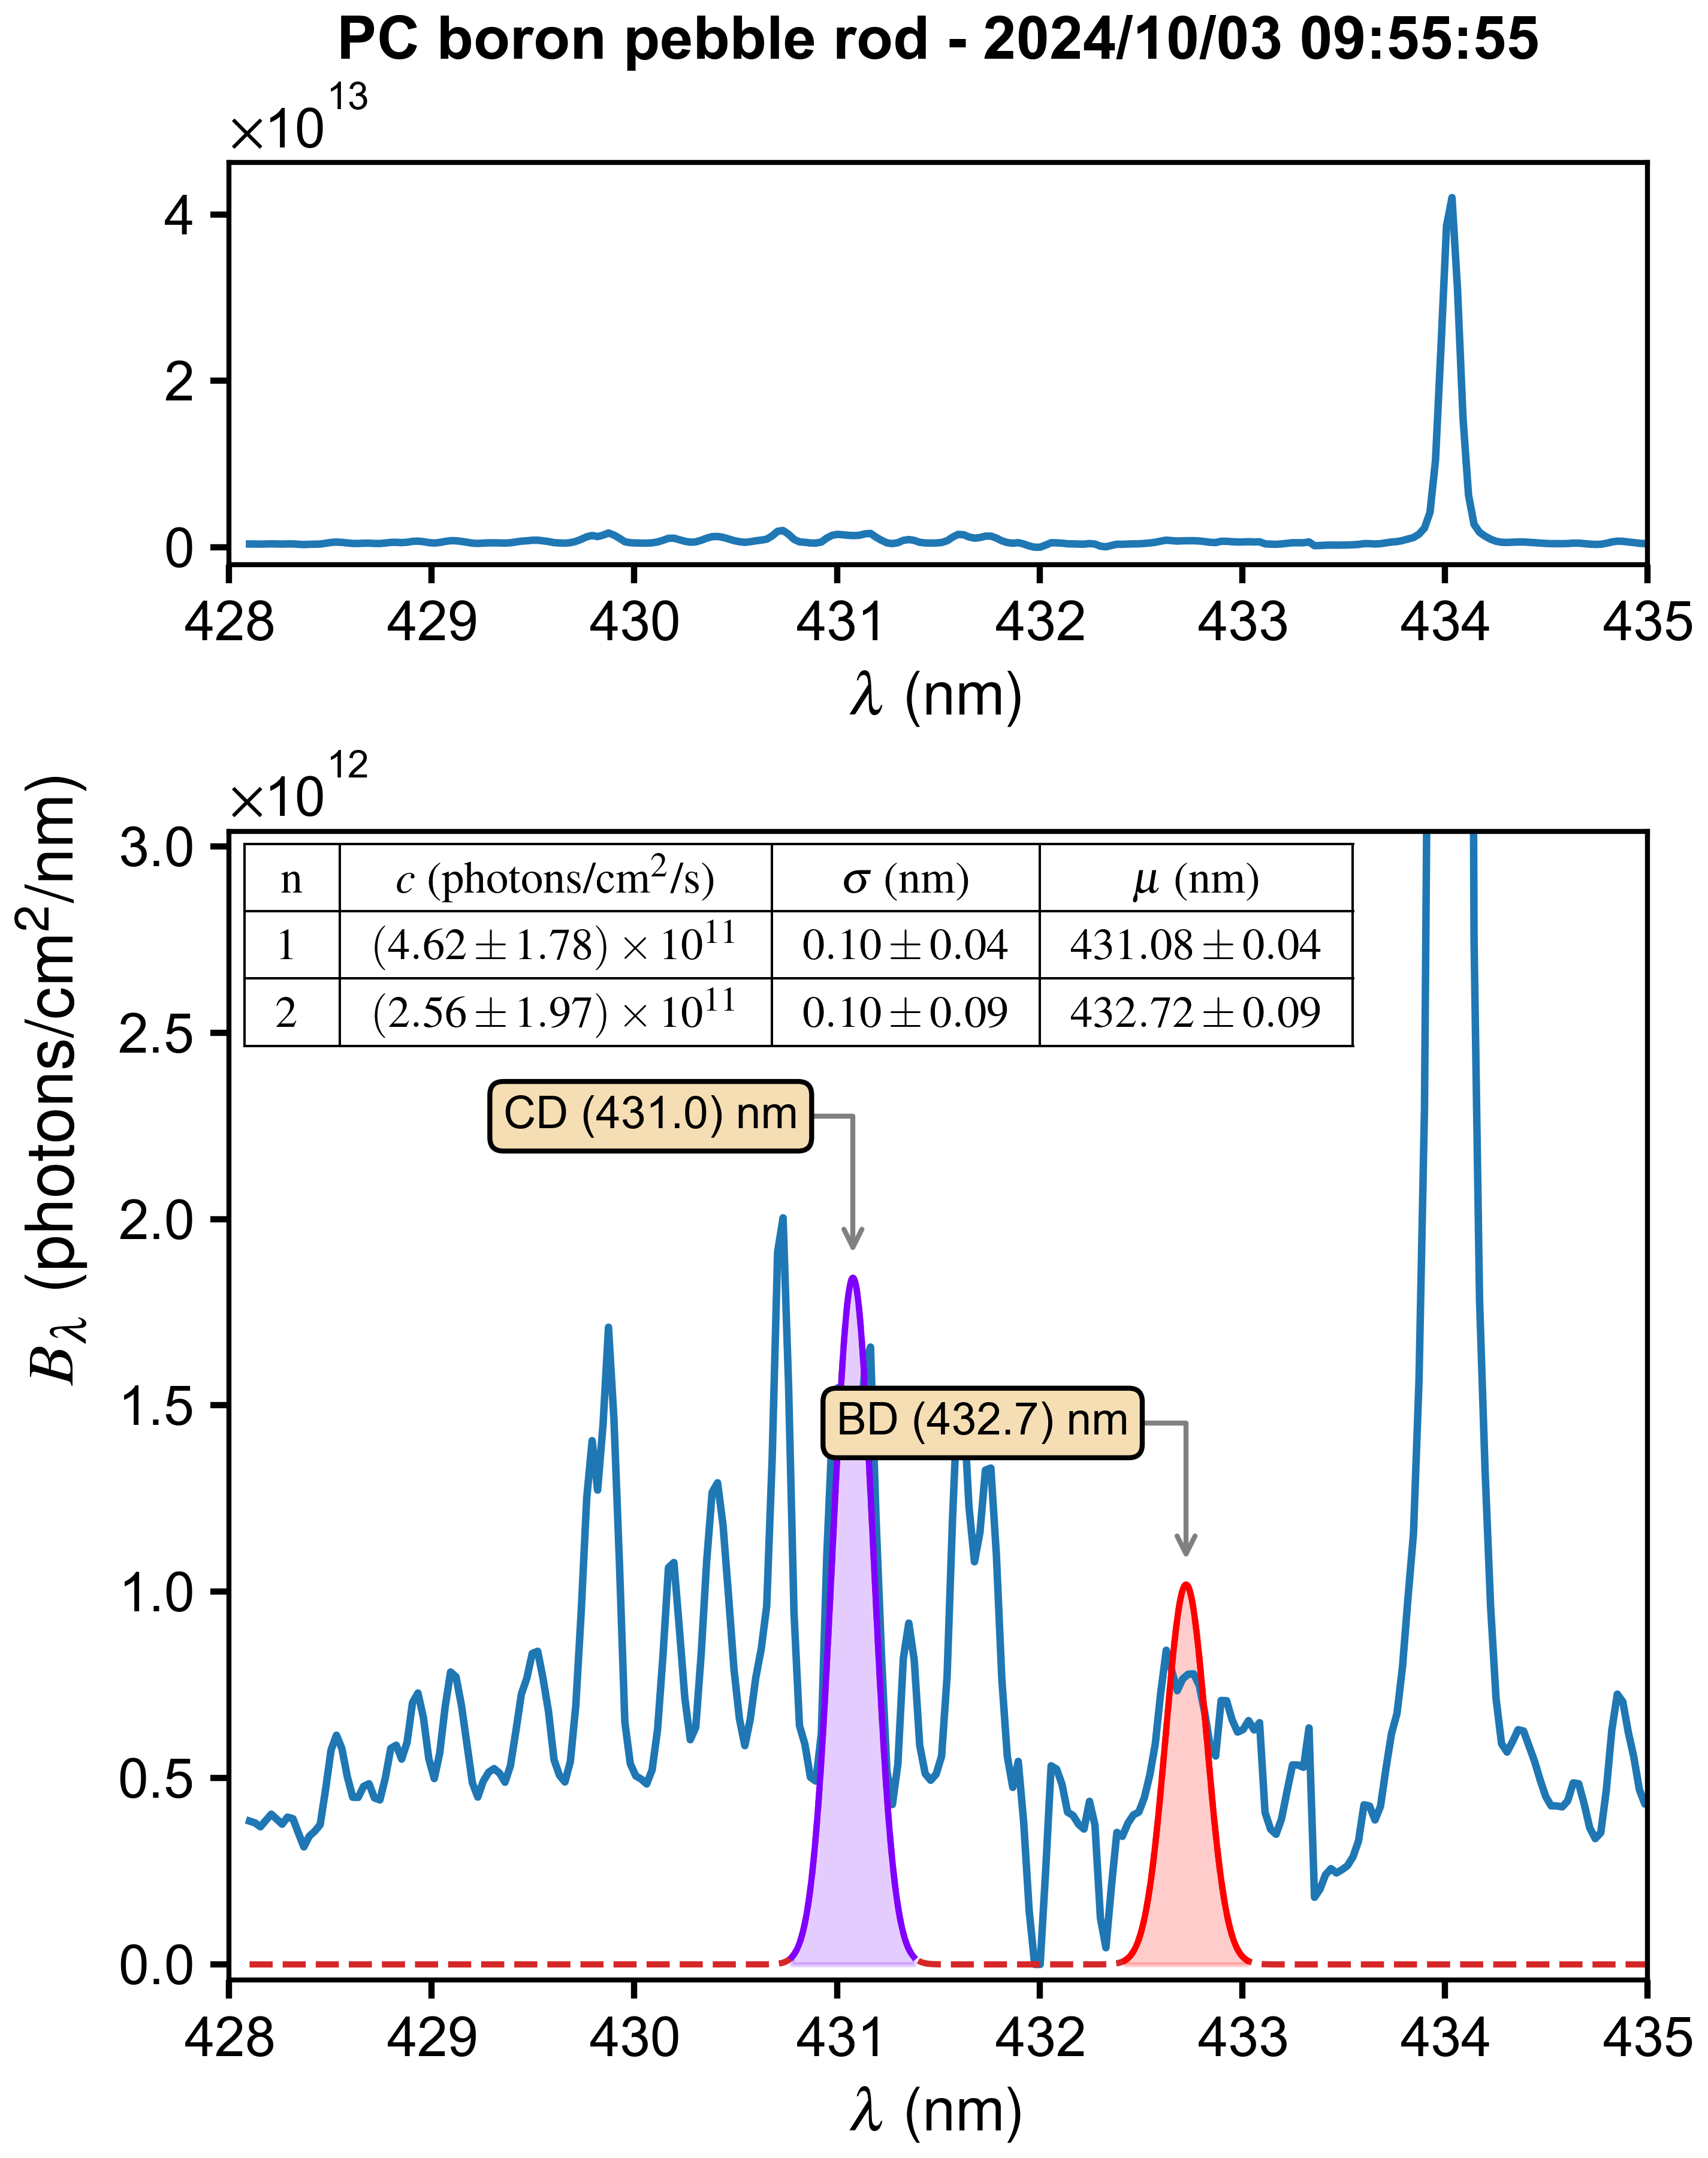 PC boron pebble rod - 2024/10/03 09:55:55
×10¹³
4
2
0
428 429 430 431 432 433 434 435
λ (nm)
×10¹²
B_λ (photons/cm²/nm)
3.0
2.5
2.0
1.5
1.0
0.5
0.0
n c (photons/cm²/s) σ (nm) μ (nm)
1 (4.62 ± 1.78) × 10¹¹ 0.10 ± 0.04 431.08 ± 0.04
2 (2.56 ± 1.97) × 10¹¹ 0.10 ± 0.09 432.72 ± 0.09
CD (431.0) nm
BD (432.7) nm
428 429 430 431 432 433 434 435
λ (nm)